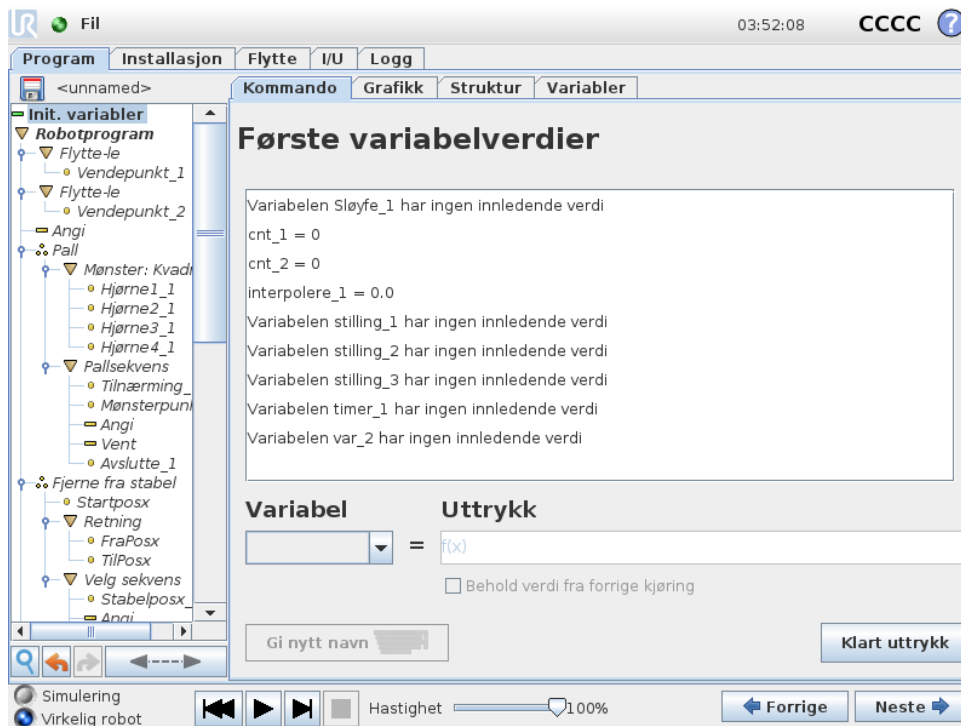 Fil
03:52:08
CCCC
?
Program Installasjon Flytte I/U Logg
<unnamed>
Kommando Grafikk Struktur Variabler
Init. variabler
Robotprogram
Flytte-le
Vendepunkt_1
Flytte-le
Vendepunkt_2
Angi
Pall
Mønster: Kvadr
Hjørne1_1
Hjørne2_1
Hjørne3_1
Hjørne4_1
Pallsekvens
Tilnærming_
Mønsterpunk
Angi
Vent
Avslutte_1
Fjerne fra stabel
Startposx
Retning
FraPosx
TilPosx
Velg sekvens
Stabelposx_
Angi
Første variabelverdier
Variabelen Sløyfe_1 har ingen innledende verdi
cnt_1 = 0
cnt_2 = 0
interpolere_1 = 0.0
Variabelen stilling_1 har ingen innledende verdi
Variabelen stilling_2 har ingen innledende verdi
Variabelen stilling_3 har ingen innledende verdi
Variabelen timer_1 har ingen innledende verdi
Variabelen var_2 har ingen innledende verdi
Variabel Uttrykk
= f(x)
Behold verdi fra forrige kjøring
Gi nytt navn
Klart uttrykk
Simulering
Virkelig robot
Hastighet 100%
Forrige Neste